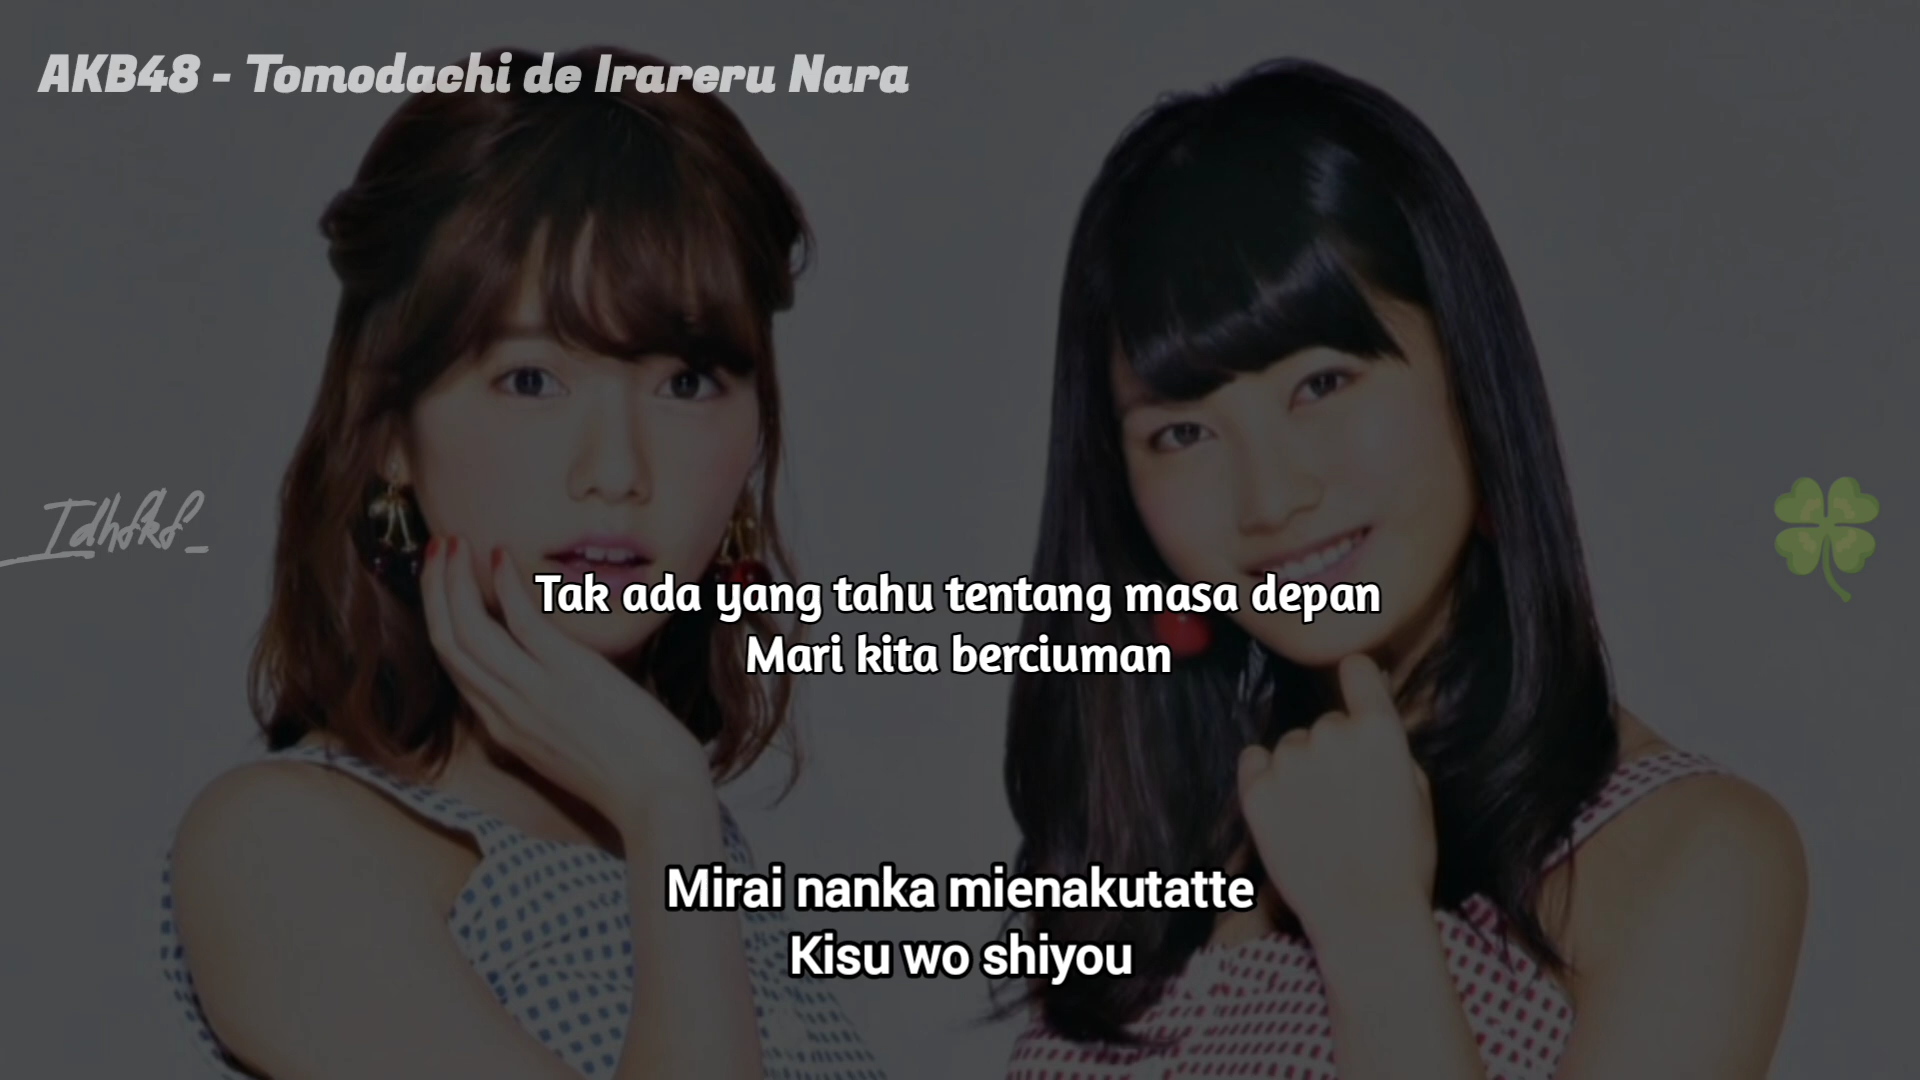 AKB48 - Tomodachi de Irareru Nara
Idhoko_
Tak ada yang tahu tentang masa depan
Mari kita berciuman
Mirai nanka mienakutatte
Kisu wo shiyou